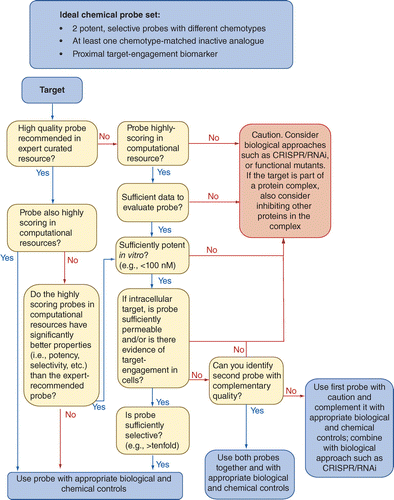 Ideal chemical probe set:
• 2 potent, selective probes with different chemotypes
• At least one chemotype-matched inactive analogue
• Proximal target-engagement biomarker
Target
High quality probe
recommended in
expert curated
resource?
No
Probe highly-
scoring in
computational
resource?
No
Caution. Consider
biological approaches
such as CRISPR/RNAi,
or functional mutants.
If the target is part of
a protein complex,
also consider
inhibiting other
proteins in the
complex
Yes
Yes
Sufficient data to
evaluate probe?
No
Probe also highly
scoring in
computational
resources?
Yes
Yes
No
Sufficiently potent
in vitro?
(e.g., <100 nM)
No
Yes
Yes
Do the highly
scoring probes in
computational
resources have
significantly
better properties
(i.e., potency,
selectivity, etc.)
than the expert-
recommended
probe?
If intracellular
target, is probe
sufficiently
permeable
and/or is there
evidence of
target-
engagement in
cells?
No
No
Can you identify
second probe with
complementary
quality?
No
Use first probe with
caution and
complement it with
appropriate biological
and chemical controls;
combine with
biological approach
such as CRISPR/RNAi
Yes
Is probe
sufficiently
selective?
(e.g., >tenfold)
No
Yes
Yes
Use probe with appropriate biological and
chemical controls
Use both probes
together and with
appropriate biological
and chemical controls